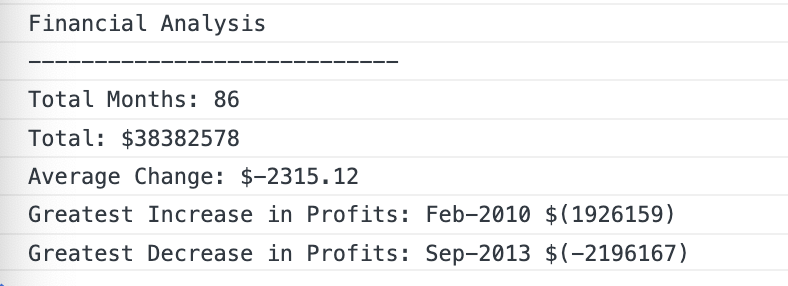 Financial Analysis
----------------------------
Total Months: 86
Total: $38382578
Average Change: $-2315.12
Greatest Increase in Profits: Feb-2010 $(1926159)
Greatest Decrease in Profits: Sep-2013 $(-2196167)